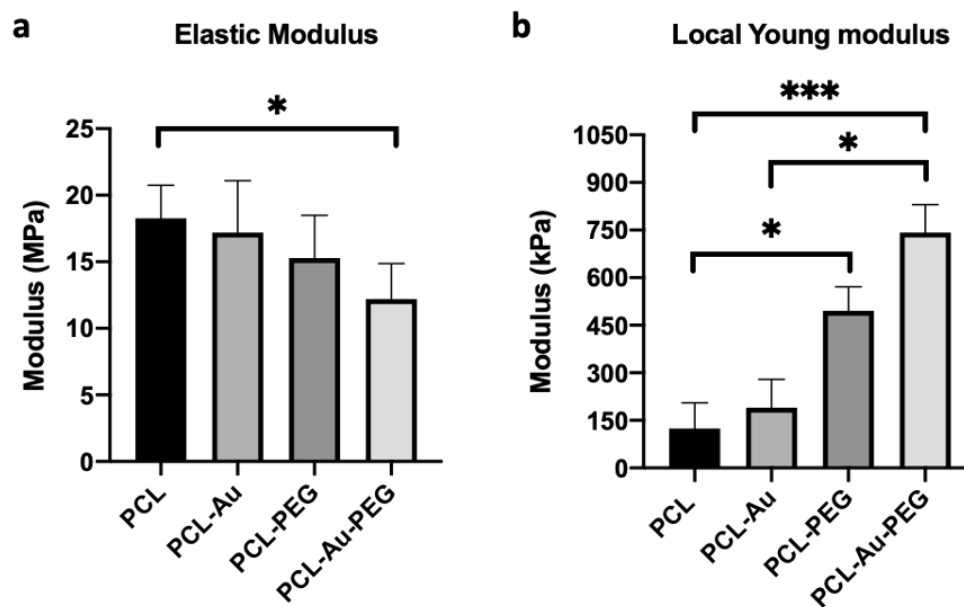 a
Elastic Modulus
*
Modulus (MPa)
25
20
15
10
5
0
PCL
PCL-Au
PCL-PEG
PCL-Au-PEG
b
Local Young modulus
***
*
*
Modulus (kPa)
1050
900
750
600
450
300
150
0
PCL
PCL-Au
PCL-PEG
PCL-Au-PEG